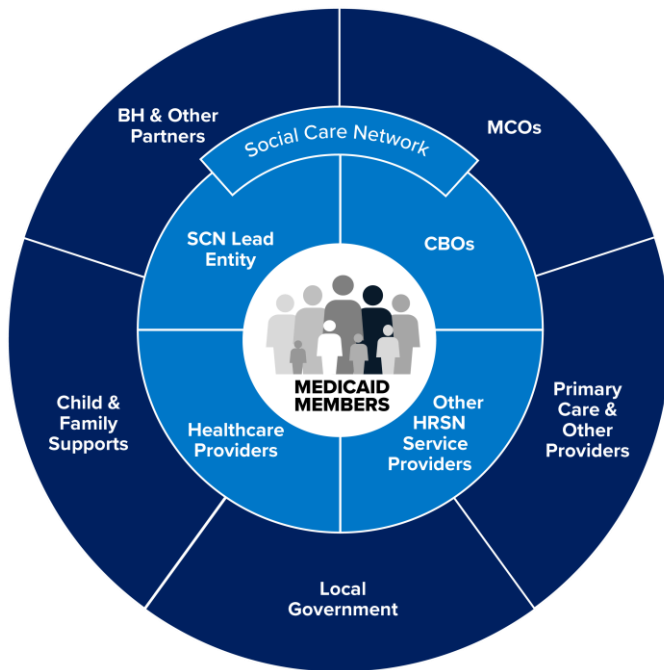 BH & Other
Partners
MCOs
Social Care Network
SCN Lead
Entity
CBOs
MEDICAID
MEMBERS
Child &
Family
Supports
Healthcare
Providers
Other
HRSN
Service
Providers
Primary
Care &
Other
Providers
Local
Government